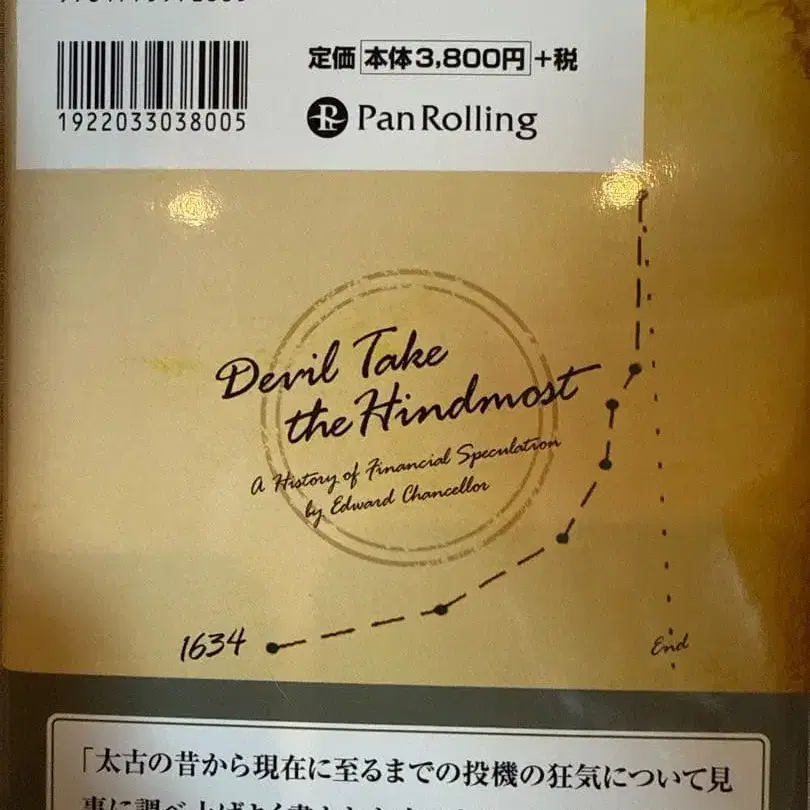 1922033038005
定価 本体3,800円 +税
PanRolling
Devil Take
the Hindmost
A History of Financial Speculation
by Edward Chancellor
1634
End
「太古の昔から現在に至るまでの投機の狂気について見